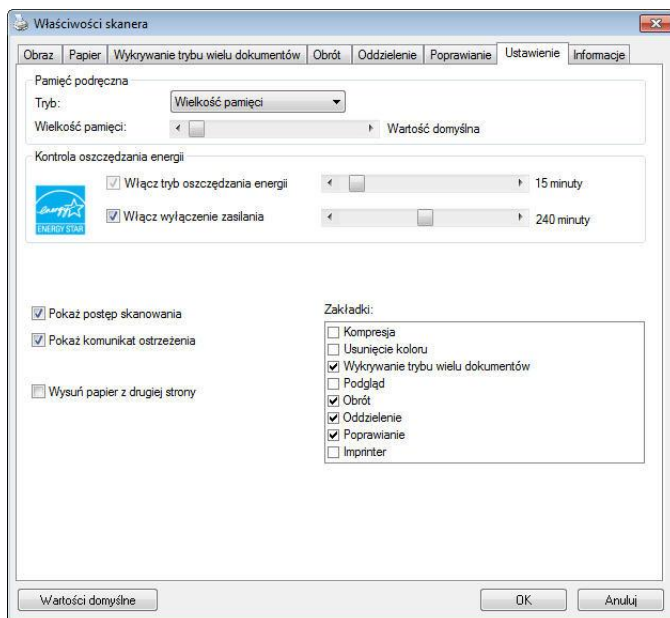 Właściwości skanera
Obraz Papier Wykrywanie trybu wielu dokumentów Obrót Oddzielenie Poprawianie Ustawienie Informacje
Pamięć podręczna
Tryb: Wielkość pamięci
Wielkość pamięci: Wartość domyślna
Kontrola oszczędzania energii
Włącz tryb oszczędzania energii 15 minuty
energy
ENERGY STAR
Włącz wyłączenie zasilania 240 minuty
Pokaż postęp skanowania
Pokaż komunikat ostrzeżenia
Wysuń papier z drugiej strony
Zakładki:
Kompresja
Usunięcie koloru
Wykrywanie trybu wielu dokumentów
Podgląd
Obrót
Oddzielenie
Poprawianie
Imprinter
Wartości domyślne OK Anuluj